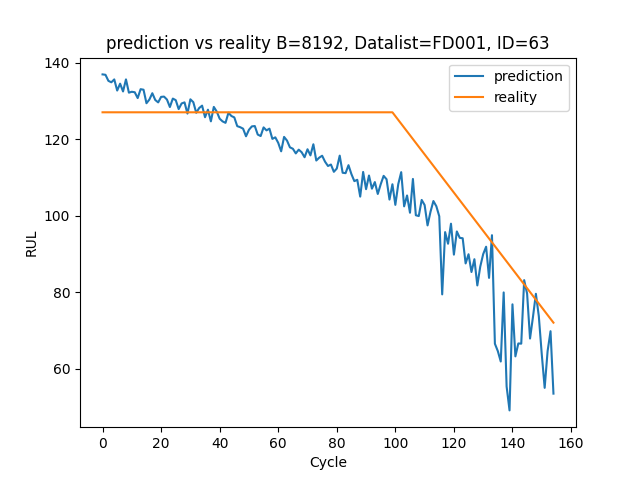 prediction vs reality B=8192, Datalist=FD001, ID=63
prediction
reality
RUL
140
120
100
80
60
0 20 40 60 80 100 120 140 160
Cycle